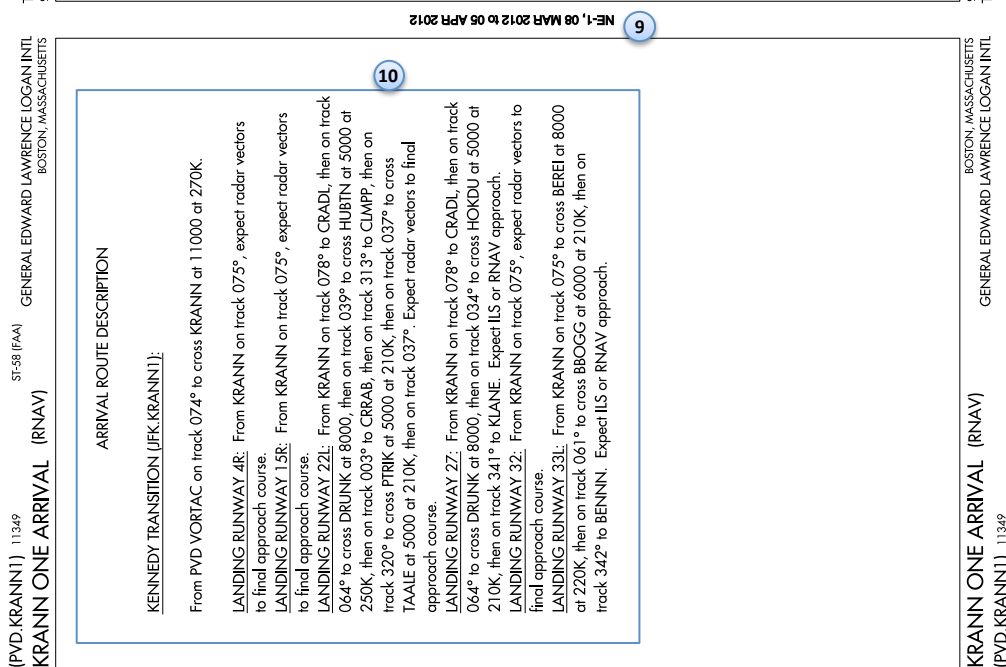 (PVD.KRANN1) 11349
KRANN ONE ARRIVAL (RNAV)
ST-58 (FAA)
GENERAL EDWARD LAWRENCE LOGAN INTL
BOSTON, MASSACHUSETTS
ARRIVAL ROUTE DESCRIPTION
KENNEDY TRANSITION (JFK.KRANN1):
From PVD VORTAC on track 074° to cross KRANN at 11000 at 270K.
LANDING RUNWAY 4R: From KRANN on track 075°, expect radar vectors
to final approach course.
LANDING RUNWAY 15R: From KRANN on track 075°, expect radar vectors
to final approach course.
LANDING RUNWAY 22L: From KRANN on track 078° to CRADL, then on track
064° to cross DRUNK at 8000, then on track 039° to cross HUBTN at 5000 at
250K, then on track 003° to CRRAB, then on track 313° to CLMPP, then on
track 320° to cross PTRIK at 5000 at 210K, then on track 037° to cross
TAALE at 5000 at 210K, then on track 037°. Expect radar vectors to final
approach course.
LANDING RUNWAY 27: From KRANN on track 078° to CRADL, then on track
064° to cross DRUNK at 8000, then on track 034° to cross HOKDU at 5000 at
210K, then on track 341° to KLANE. Expect ILS or RNAV approach.
LANDING RUNWAY 32: From KRANN on track 075°, expect radar vectors to
final approach course.
LANDING RUNWAY 33L: From KRANN on track 075° to cross BEREI at 8000
at 220K, then on track 061° to cross BBOGG at 6000 at 210K, then on
track 342° to BENNN. Expect ILS or RNAV approach.
10
NE-1, 08 MAR 2012 to 05 APR 2012
9
KRANN ONE ARRIVAL (RNAV)
(PVD.KRANN1) 11349
BOSTON, MASSACHUSETTS
GENERAL EDWARD LAWRENCE LOGAN INTL